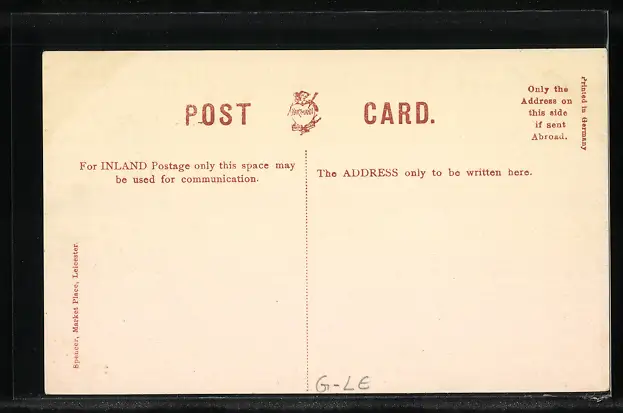 POST CARD.
Only the
Address on
this side
if sent
Abroad.
Printed in Germany
For INLAND Postage only this space may
be used for communication.
The ADDRESS only to be written here.
Spencer, Market Place, Leicester.
G-LE